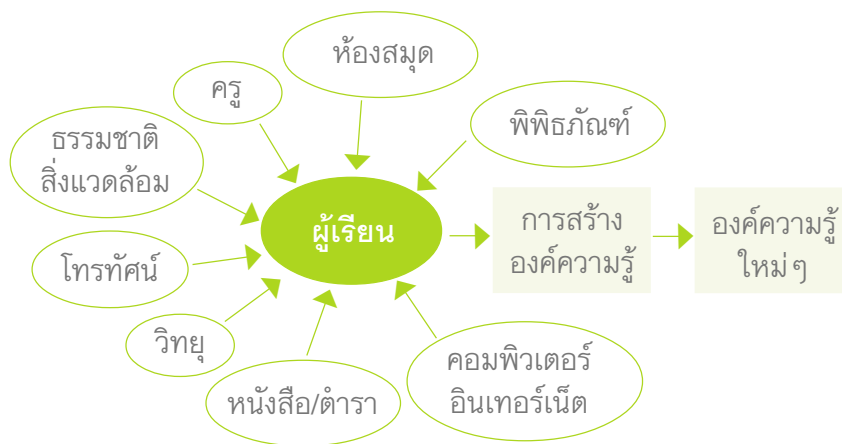 ห้องสมุด
ครู
พิพิธภัณฑ์
ธรรมชาติ
สิ่งแวดล้อม
ผู้เรียน
การสร้าง
องค์ความรู้
องค์ความรู้
ใหม่ๆ
โทรทัศน์
วิทยุ
หนังสือ/ตำรา
คอมพิวเตอร์
อินเทอร์เน็ต